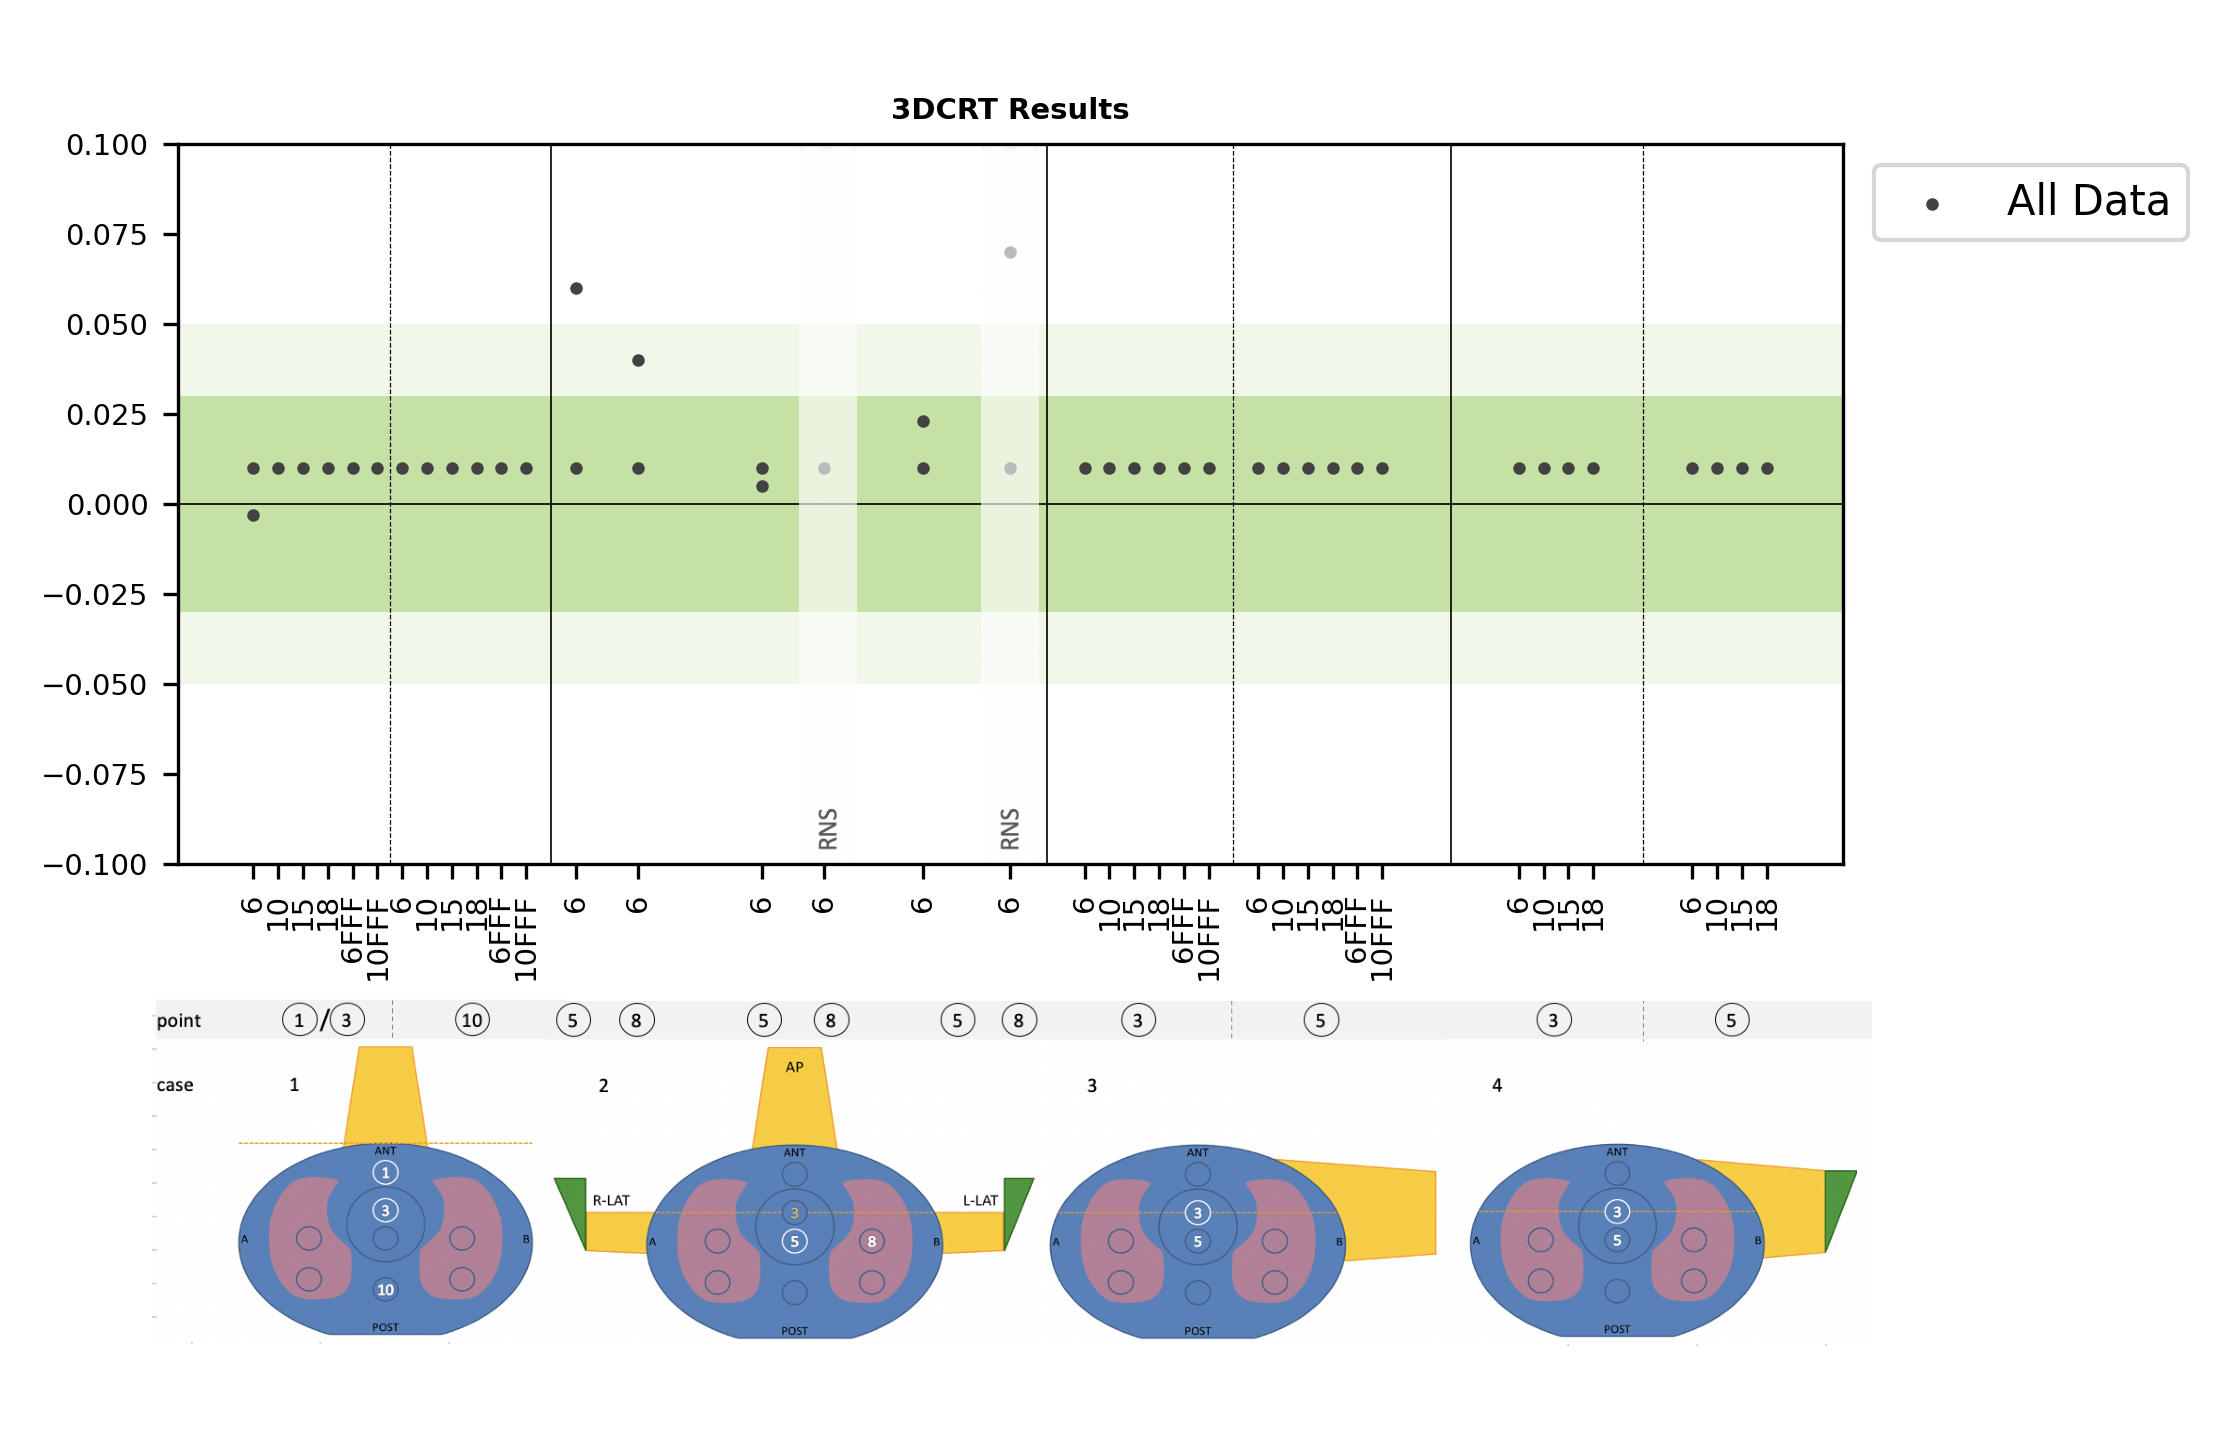 3DCRT Results
All Data
0.100
0.075
0.050
0.025
0.000
−0.025
−0.050
−0.075
−0.100
RNS RNS
6 10 15 18 6FFF 10FFF 6 10 15 18 6FFF 10FFF 6 6 6 6 6 6 6 10 15 18 6FFF 10FFF 6 10 15 18 6FFF 10FFF 6 10 15 18 6 10 15 18
point 1 / 3 10 5 8 5 8 5 8 3 5 3 5
case 1 2 3 4
AP
ANT ANT ANT ANT
1
R-LAT L-LAT
3 3 3 3
A B A 5 8 B A 5 B A 5 B
10
POST POST POST POST